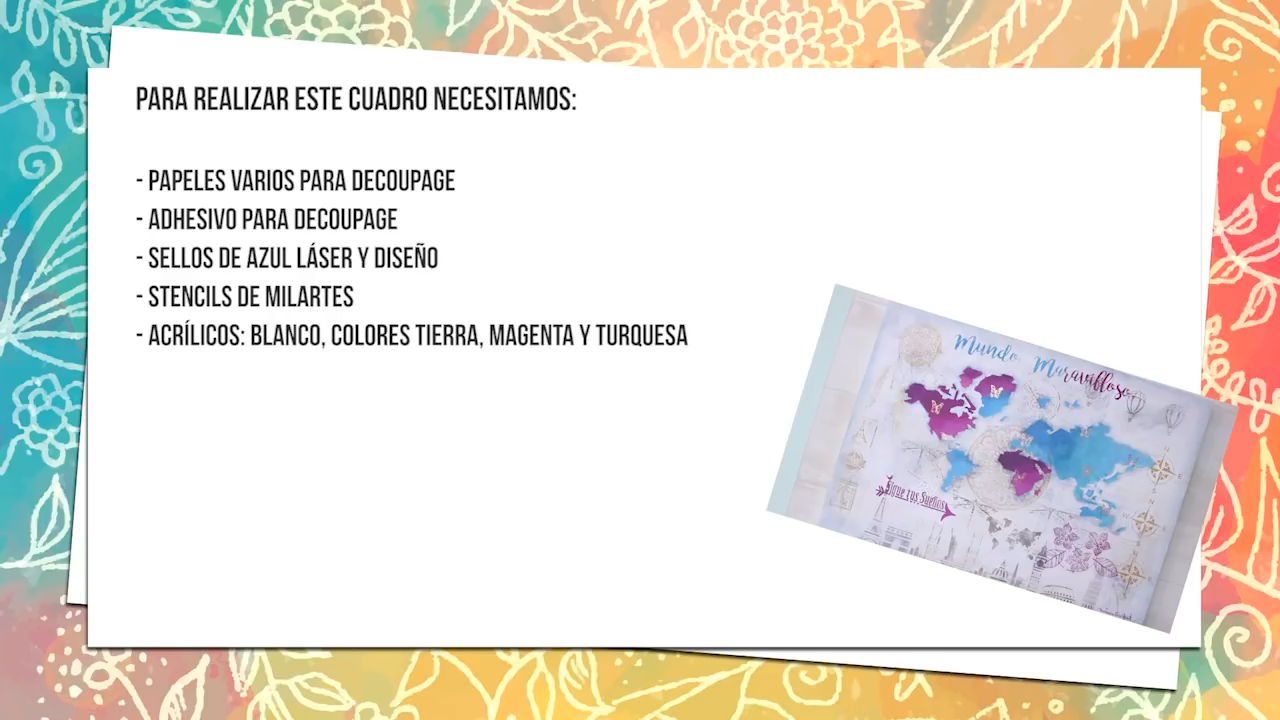 PARA REALIZAR ESTE CUADRO NECESITAMOS:
- PAPELES VARIOS PARA DECOUPAGE
- ADHESIVO PARA DECOUPAGE
- SELLOS DE AZUL LÁSER Y DISEÑO
- STENCILS DE MILARTES
- ACRÍLICOS: BLANCO, COLORES TIERRA, MAGENTA Y TURQUESA
Mundo Maravilloso
Sigue tus Sueños